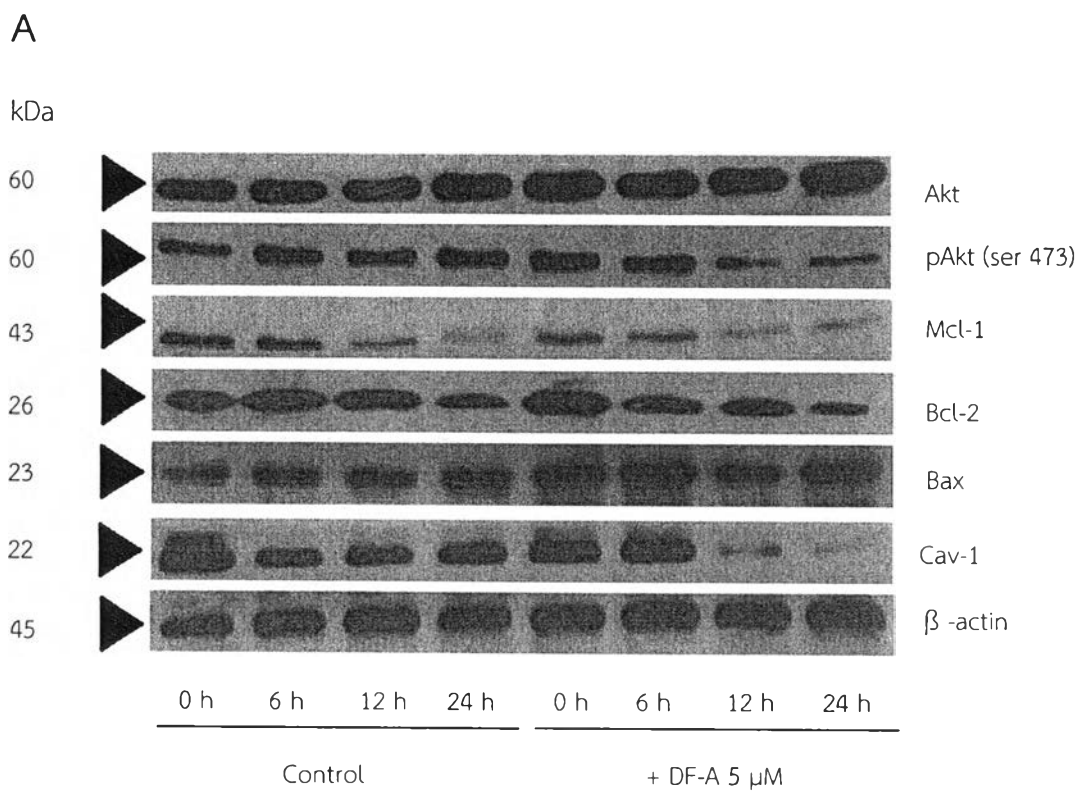 A
kDa
60 Akt
60 pAkt (ser 473)
43 Mcl-1
26 Bcl-2
23 Bax
22 Cav-1
45 β -actin
0 h 6 h 12 h 24 h 0 h 6 h 12 h 24 h
Control + DF-A 5 µM